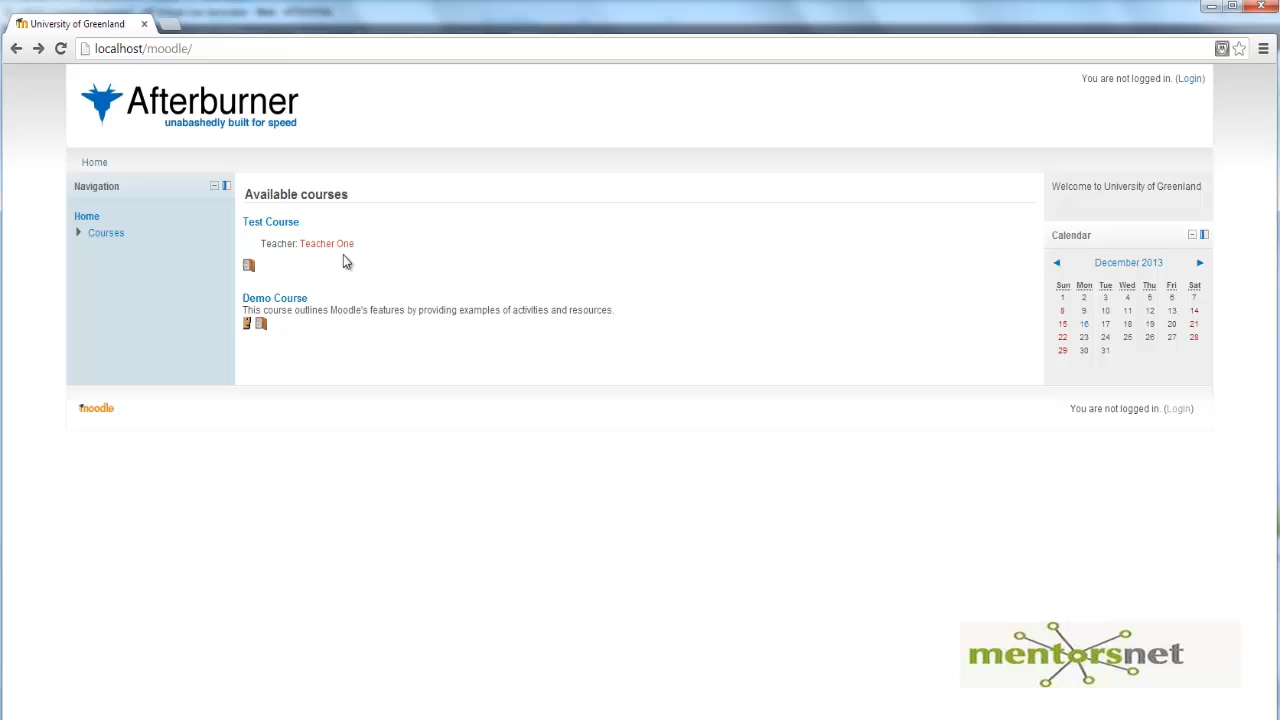 University of Greenland
localhost/moodle/
You are not logged in. (Login)
Afterburner
unabashedly built for speed
Home
Navigation
Home
Courses
Available courses
Test Course
Teacher: Teacher One
Demo Course
This course outlines Moodle's features by providing examples of activities and resources.
Welcome to University of Greenland
Calendar
December 2013
Sun Mon Tue Wed Thu Fri Sat
1 2 3 4 5 6 7
8 9 10 11 12 13 14
15 16 17 18 19 20 21
22 23 24 25 26 27 28
29 30 31
moodle
You are not logged in. (Login)
mentorsnet